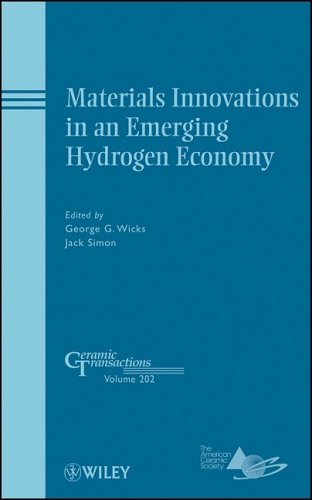 Materials Innovations
in an Emerging
Hydrogen Economy
Edited by
George G. Wicks
Jack Simon
Ceramic
Transactions
Volume 202
The
American
Ceramic
Society
WILEY